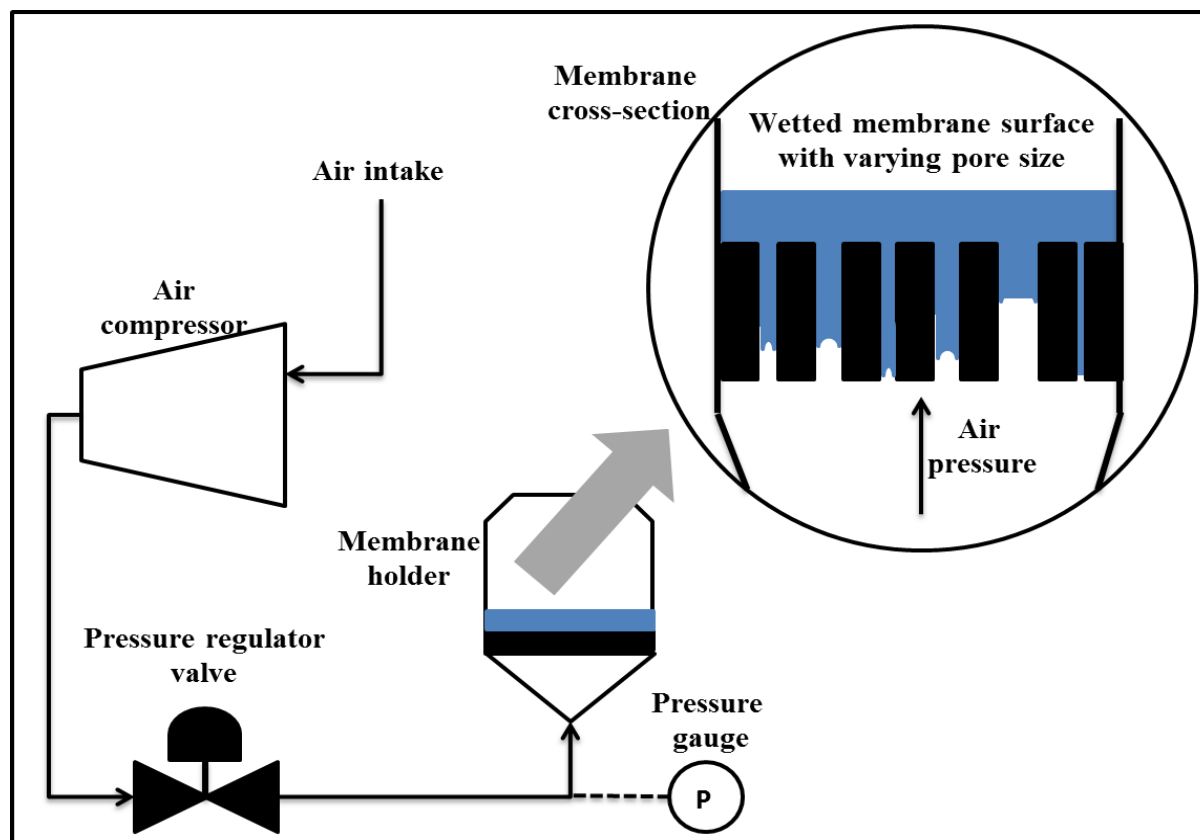 Membrane
cross-section
Wetted membrane surface
with varying pore size
Air intake
Air
compressor
Air
pressure
Membrane
holder
Pressure regulator
valve
Pressure
gauge
P